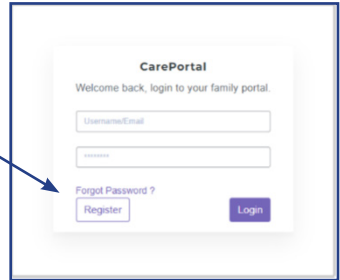 CarePortal
Welcome back, login to your family portal.
Username/Email
********
Forgot Password ?
Register Login